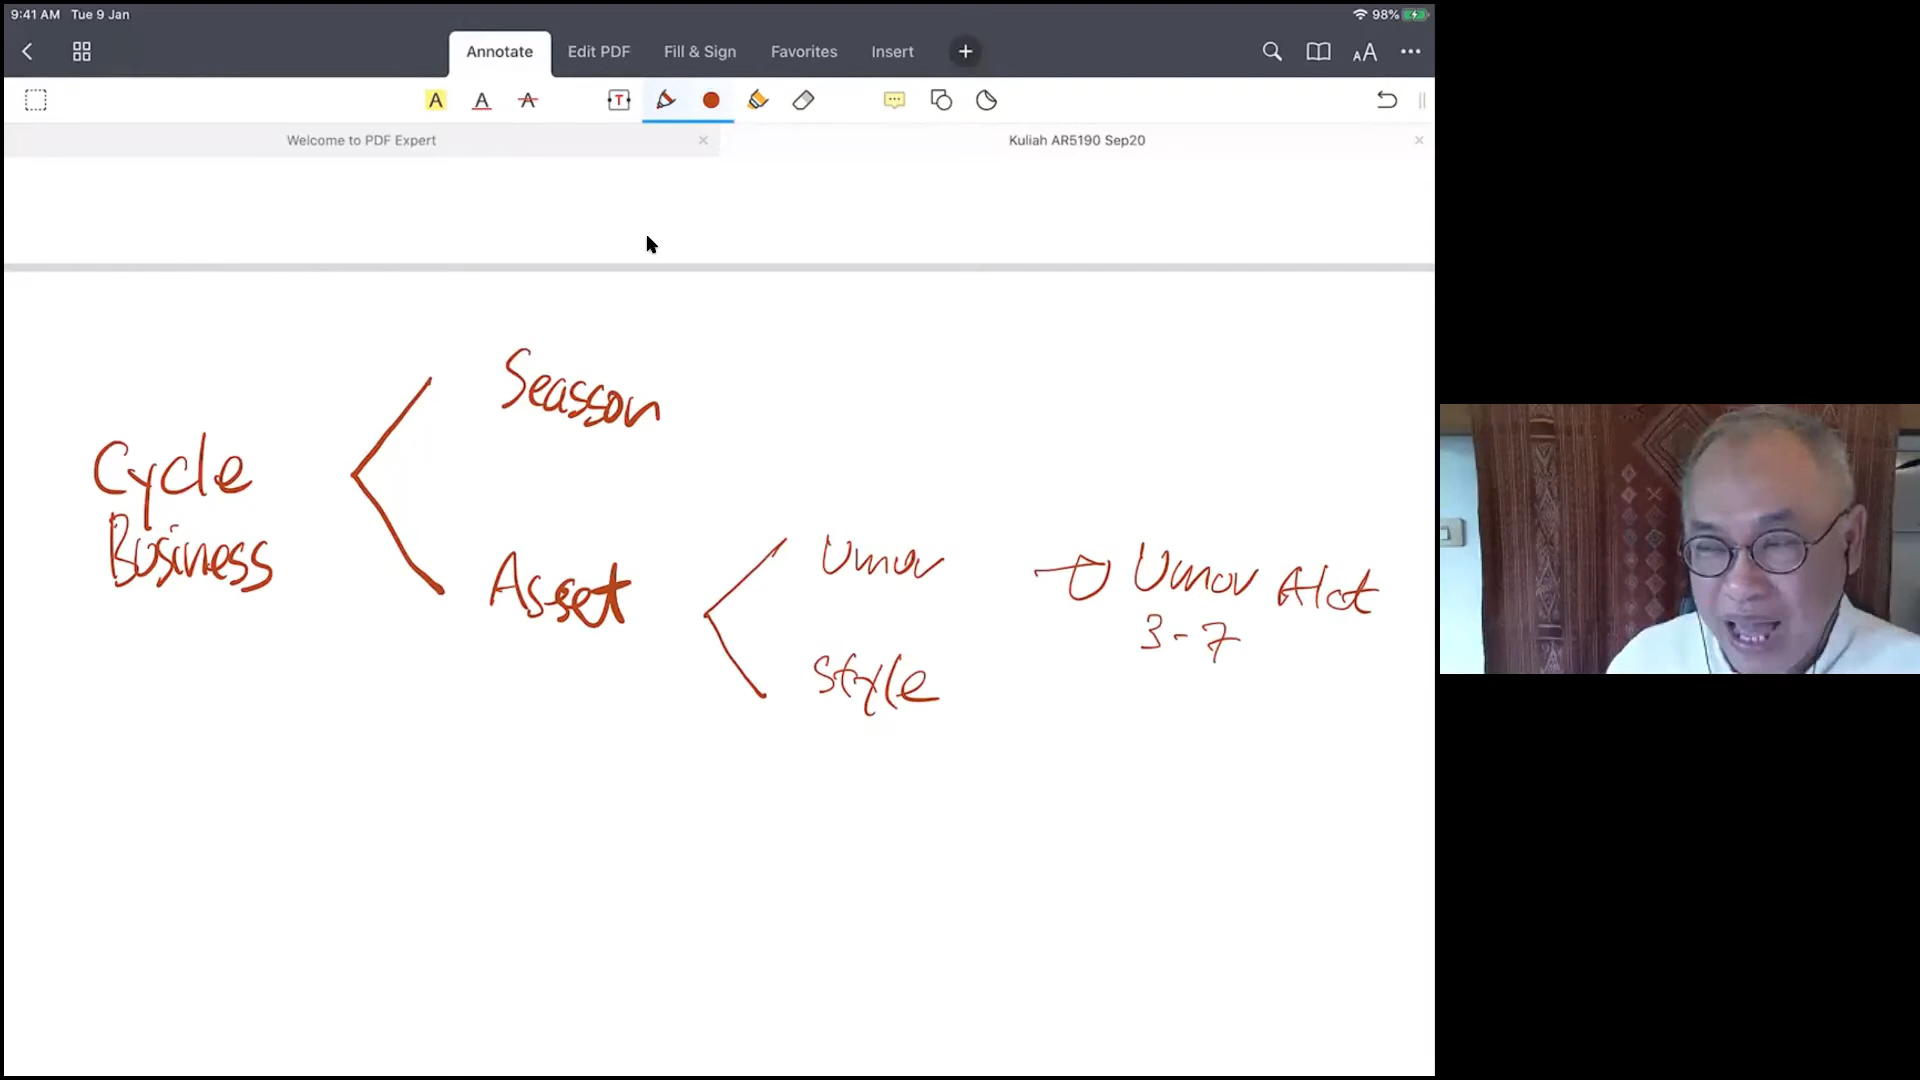 9:41 AM Tue 9 Jan 98%
Annotate Edit PDF Fill & Sign Favorites Insert + AA
A A A T
Welcome to PDF Expert × Kuliah AR5190 Sep20 ×
Seasson
Cycle
Business
Asset
Umur
Umur Alat
3-7
Style